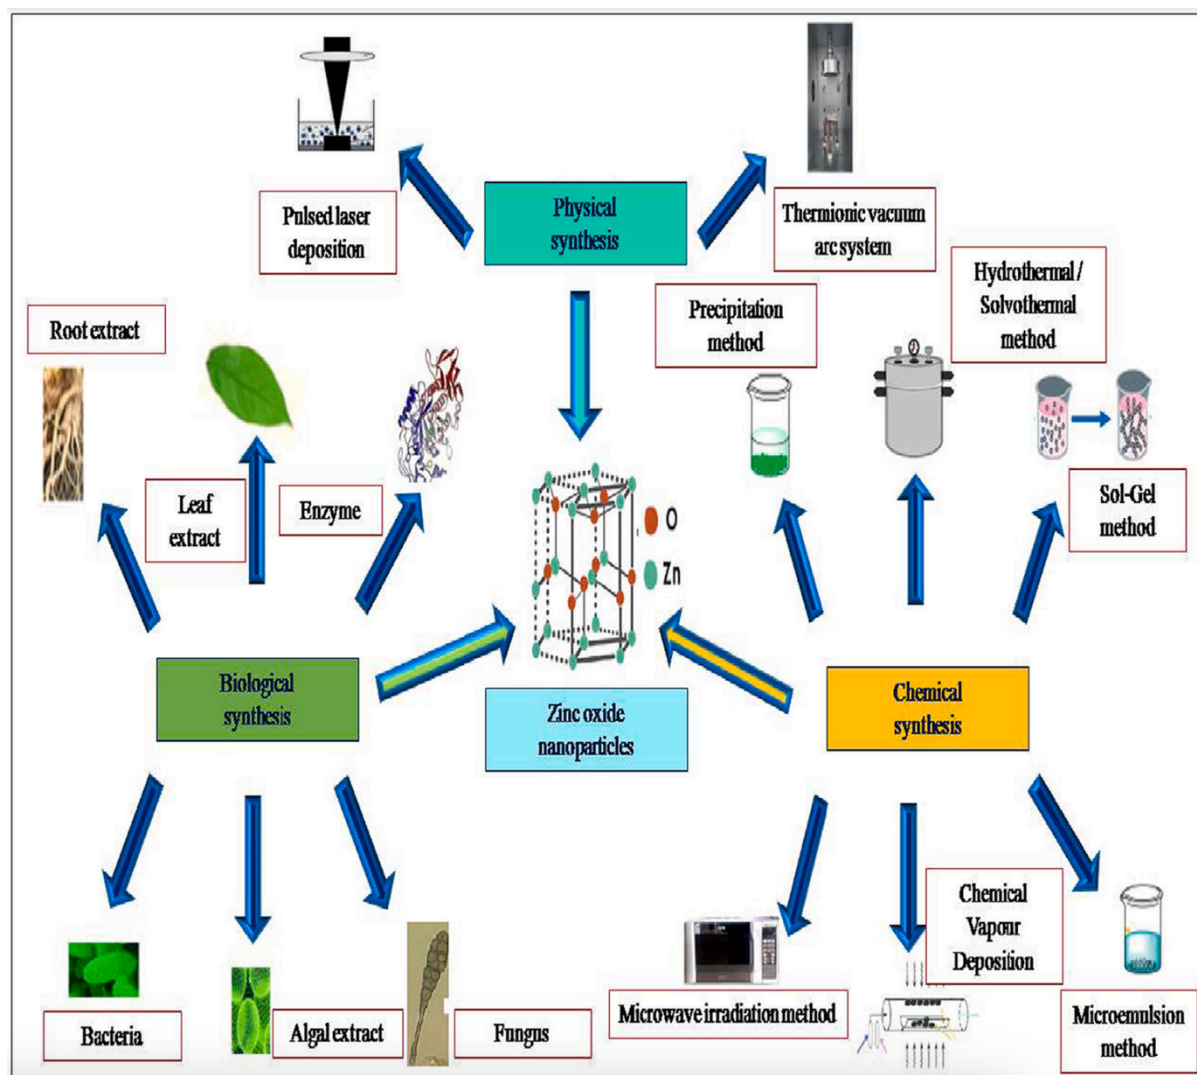 Pulsed laser
deposition
Physical
synthesis
Thermionic vacuum
arc system
Hydrothermal /
Solvothermal
method
Precipitation
method
Root extract
Leaf
extract
Enzyme
O
Zn
Sol-Gel
method
Biological
synthesis
Zinc oxide
nanoparticles
Chemical
synthesis
Chemical
Vapour
Deposition
Bacteria
Algal extract
Fungus
Microwave irradiation method
Microemulsion
method